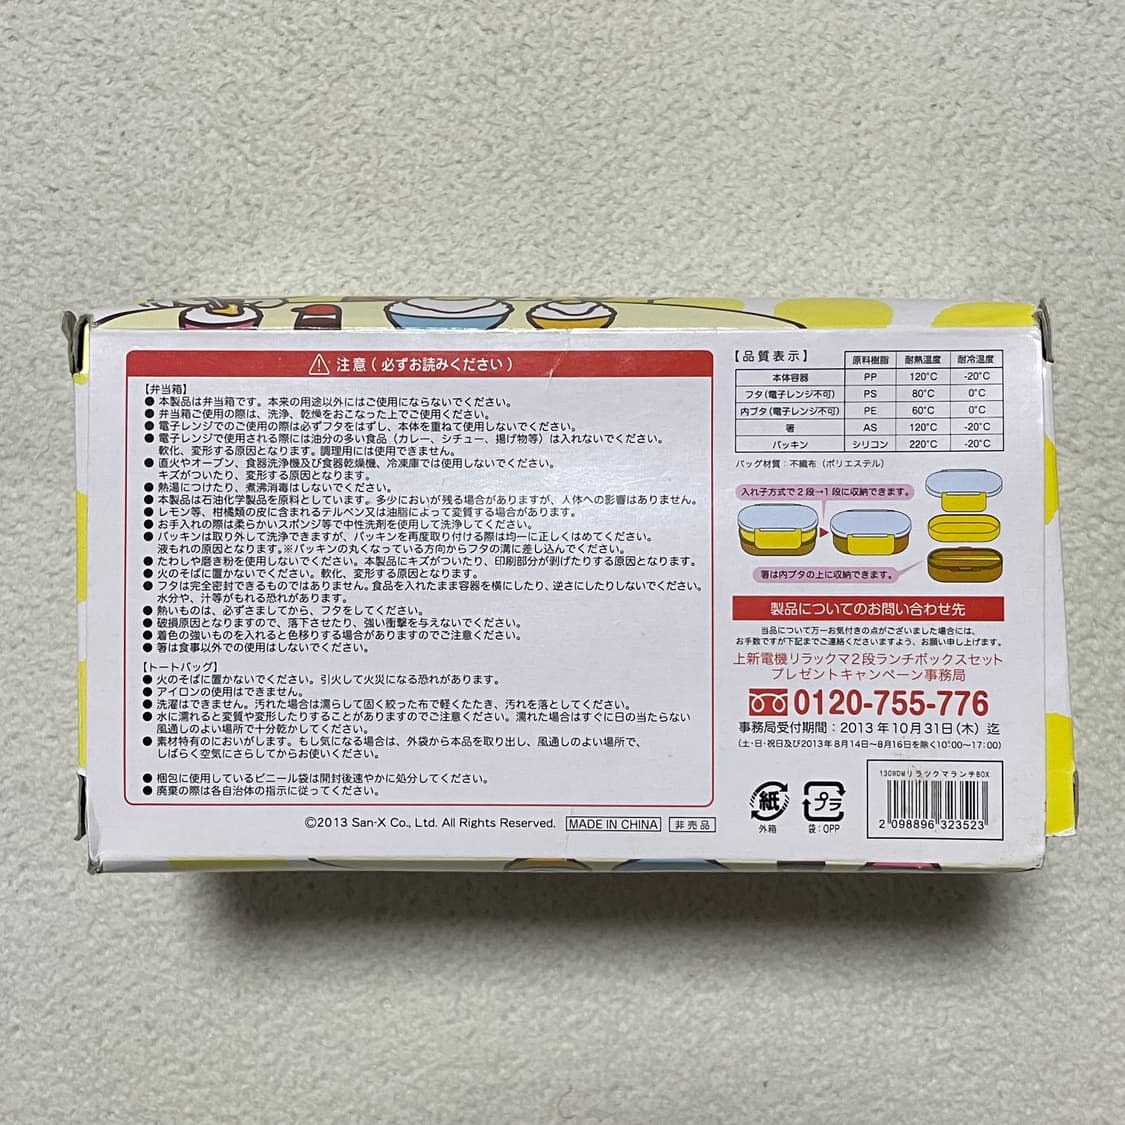 注意(必ずお読みください)
【弁当箱】
●本製品は弁当箱です。本来の用途以外にはご使用にならないでください。
●弁当箱ご使用の際は、洗浄、乾燥をおこなった上でご使用ください。
●電子レンジでのご使用の際は必ずフタをはずし、本体を重ねて使用しないでください。
●電子レンジで使用される際には油分の多い食品(カレー、シチュー、揚げ物等)は入れないでください。
軟化、変形する原因となります。調理用には使用できません。
●直火やオーブン、食器洗浄機及び食器乾燥機、冷凍庫では使用しないでください。
キズがついたり、変形する原因となります。
●熱湯につけたり、煮沸消毒はしないでください。
●本製品は石油化学製品を原料としています。多少においが残る場合がありますが、人体への影響はありません。
●レモン等、柑橘類の皮に含まれるテルペン又は油脂によって変質する場合があります。
●お手入れの際は柔らかいスポンジ等で中性洗剤を使用して洗浄してください。
●パッキンは取り外して洗浄できますが、パッキンを再度取り付ける際は均一に正しくはめてください。
液もれの原因となります。※パッキンの丸くなっている方向からフタの溝に差し込んでください。
●たわしや磨き粉を使用しないでください。本製品にキズがついたり、印刷部分が剥げたりする原因となります。
●火のそばに置かないでください。軟化、変形する原因となります。
●フタは完全密封できるものではありません。食品を入れたまま容器を横にしたり、逆さにしたりしないでください。
水分や、汁等がもれる恐れがあります。
●熱いものは、必ずさましてから、フタをしてください。
●破損原因となりますので、落下させたり、強い衝撃を与えないでください。
●着色の強いものを入れると色移りする場合がありますのでご注意ください。
●箸は食事以外での使用はしないでください。
【トートバッグ】
●火のそばに置かないでください。引火して火災になる恐れがあります。
●アイロンの使用はできません。
●洗濯はできません。汚れた場合は濡らして固く絞った布で軽くたたき、汚れを落としてください。
●水に濡れると変質や変形したりすることがありますのでご注意ください。濡れた場合はすぐに日の当たらない
風通しのよい場所で十分乾かしてください。
●素材特有のにおいがします。もし気になる場合は、外袋から本品を取り出し、風通しのよい場所で、
しばらく空気にさらしてからお使いください。
●梱包に使用しているビニール袋は開封後速やかに処分してください。
●廃棄の際は各自治体の指示に従ってください。
©2013 San-X Co., Ltd. All Rights Reserved. MADE IN CHINA 非売品
【品質表示】
原料樹脂 耐熱温度 耐冷温度
本体容器 PP 120°C -20°C
フタ(電子レンジ不可) PS 80°C 0°C
内ブタ(電子レンジ不可) PE 60°C 0°C
箸 AS 120°C -20°C
パッキン シリコン 220°C -20°C
バッグ材質:不織布(ポリエステル)
入れ子方式で2段→1段に収納できます。
箸は内ブタの上に収納できます。
製品についてのお問い合わせ先
当品について万一お気付きの点がございました場合には、
お手数ですが下記までご連絡くださいますよう、お願い申し上げます。
上新電機リラックマ2段ランチボックスセット
プレゼントキャンペーン事務局
0120-755-776
事務局受付期間:2013年10月31日(木)迄
(土・日・祝日及び2013年8月14日〜8月16日を除く10:00〜17:00)
紙
外箱
プラ
袋:OPP
130WDMリラックマランチBOX
2 098896 323523